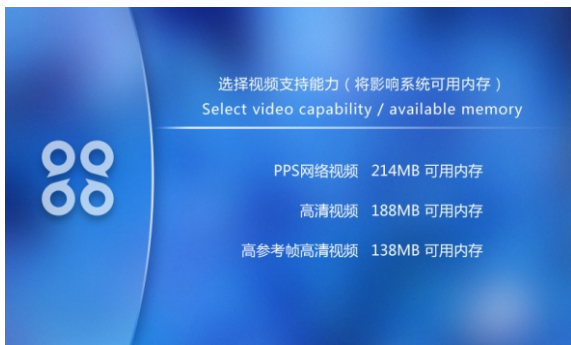 选择视频支持能力（将影响系统可用内存）
Select video capability / available memory
PPS网络视频 214MB 可用内存
高清视频 188MB 可用内存
高参考帧高清视频 138MB 可用内存